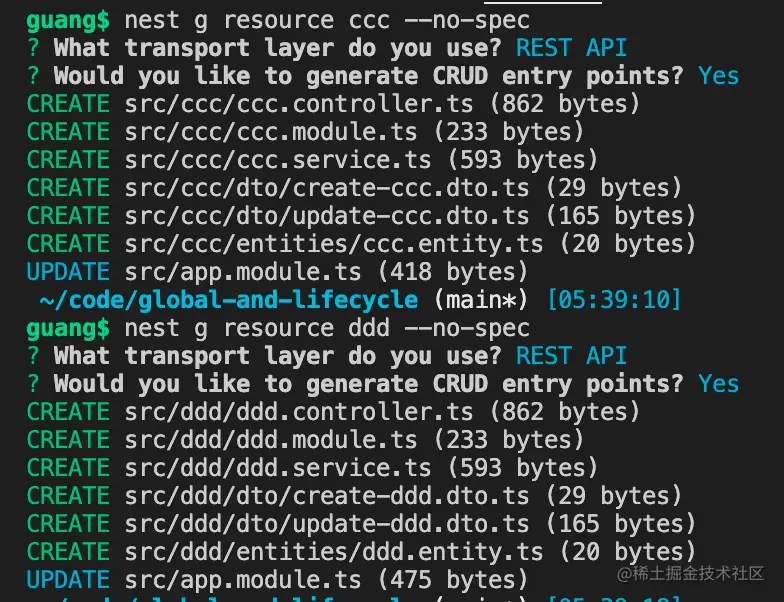 guang$ nest g resource ccc --no-spec
? What transport layer do you use? REST API
? Would you like to generate CRUD entry points? Yes
CREATE src/ccc/ccc.controller.ts (862 bytes)
CREATE src/ccc/ccc.module.ts (233 bytes)
CREATE src/ccc/ccc.service.ts (593 bytes)
CREATE src/ccc/dto/create-ccc.dto.ts (29 bytes)
CREATE src/ccc/dto/update-ccc.dto.ts (165 bytes)
CREATE src/ccc/entities/ccc.entity.ts (20 bytes)
UPDATE src/app.module.ts (418 bytes)
~/code/global-and-lifecycle (main*) [05:39:10]
guang$ nest g resource ddd --no-spec
? What transport layer do you use? REST API
? Would you like to generate CRUD entry points? Yes
CREATE src/ddd/ddd.controller.ts (862 bytes)
CREATE src/ddd/ddd.module.ts (233 bytes)
CREATE src/ddd/ddd.service.ts (593 bytes)
CREATE src/ddd/dto/create-ddd.dto.ts (29 bytes)
CREATE src/ddd/dto/update-ddd.dto.ts (165 bytes)
CREATE src/ddd/entities/ddd.entity.ts (20 bytes)
UPDATE src/app.module.ts (475 bytes)
@稀土掘金技术社区